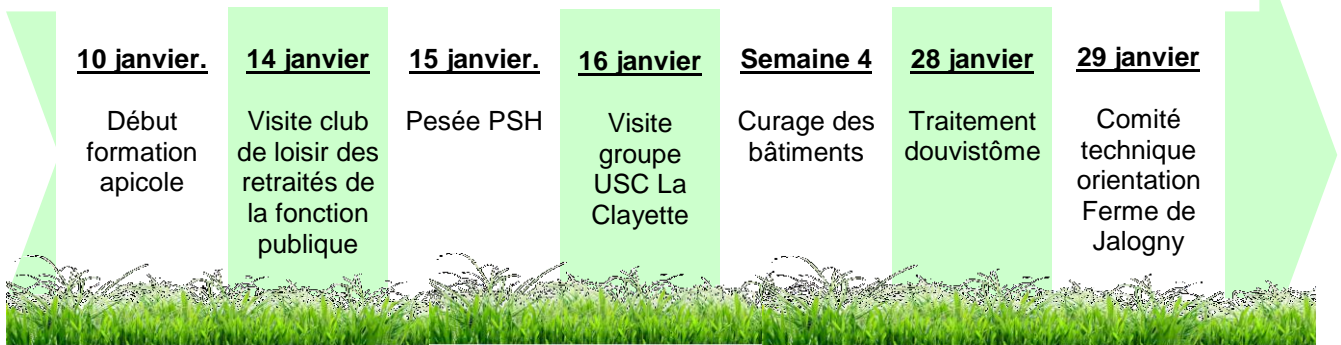 10 janvier.
Début
formation
apicole
14 janvier
Visite club
de loisir des
retraités de
la fonction
publique
15 janvier.
Pesée PSH
16 janvier
Visite
groupe
USC La
Clayette
Semaine 4
Curage des
bâtiments
28 janvier
Traitement
douvistôme
29 janvier
Comité
technique
orientation
Ferme de
Jalogny